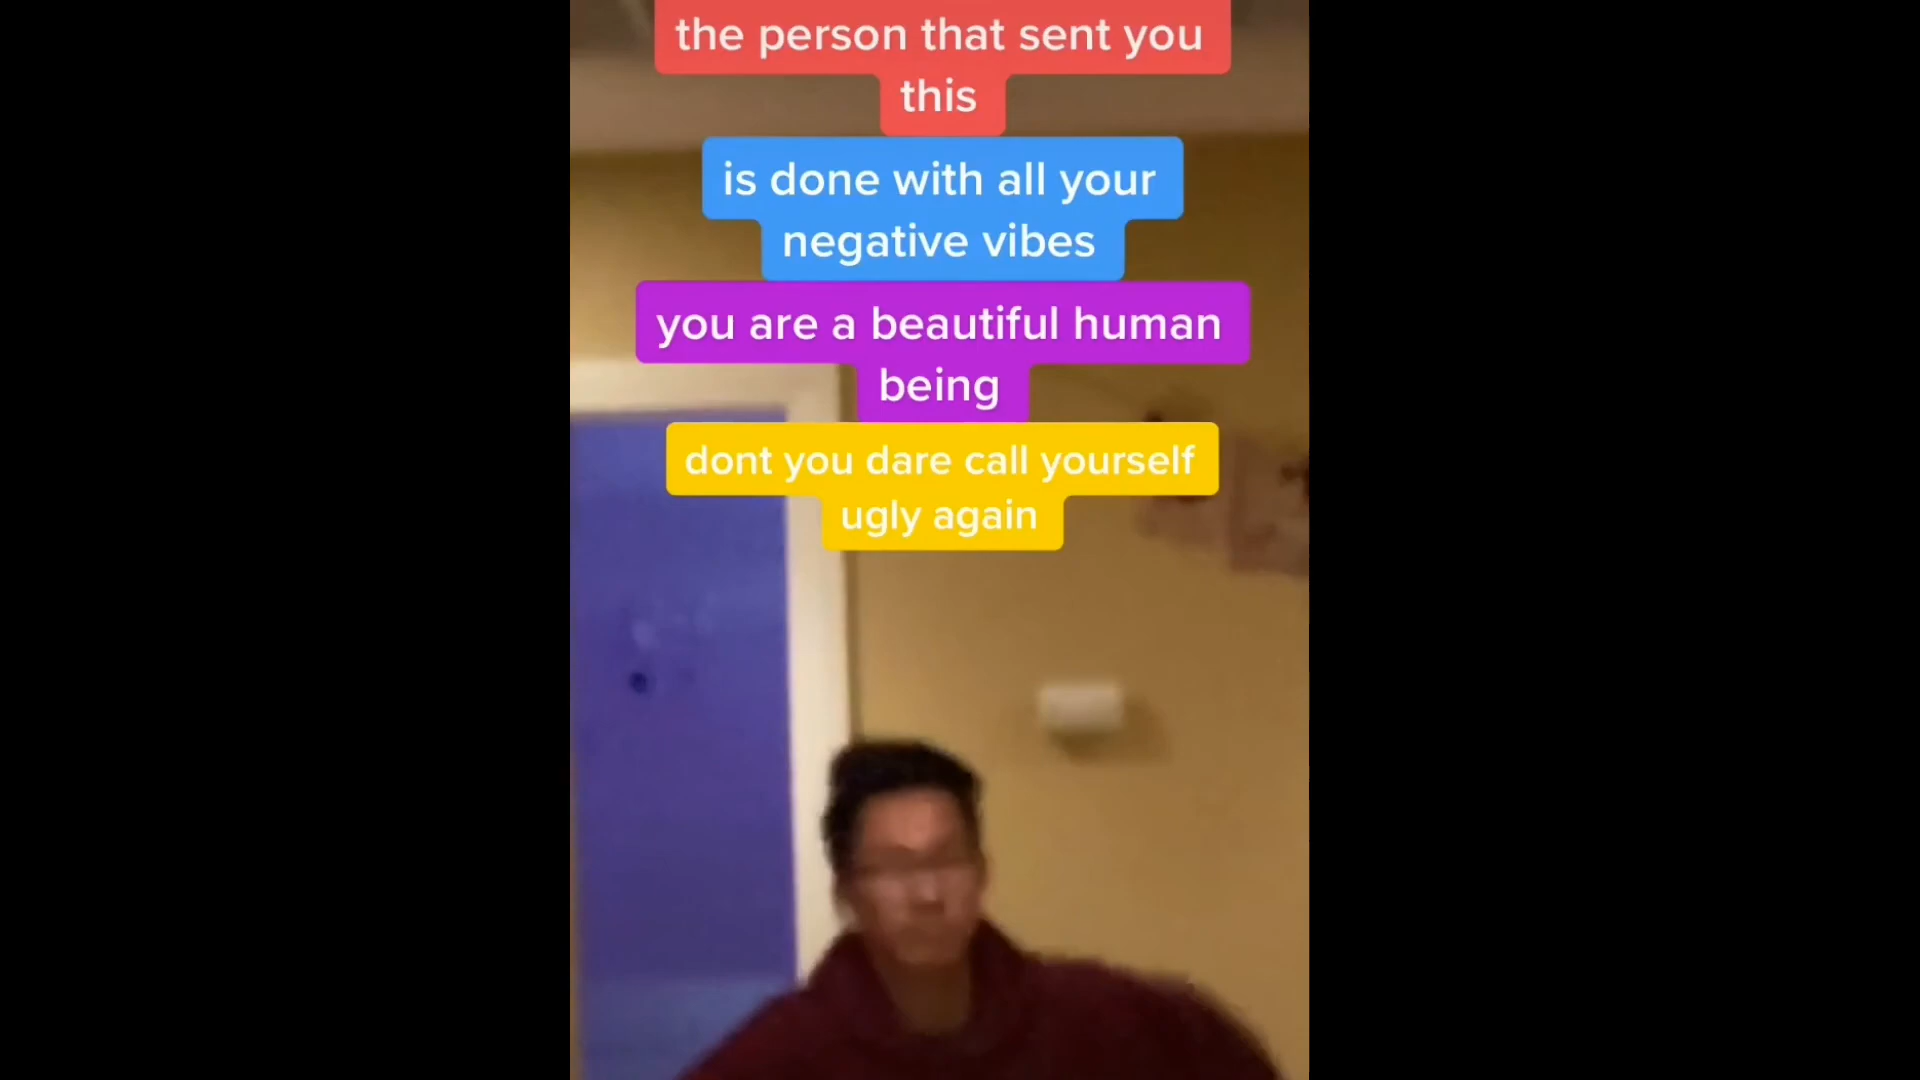 the person that sent you
this
is done with all your
negative vibes
you are a beautiful human
being
dont you dare call yourself
ugly again